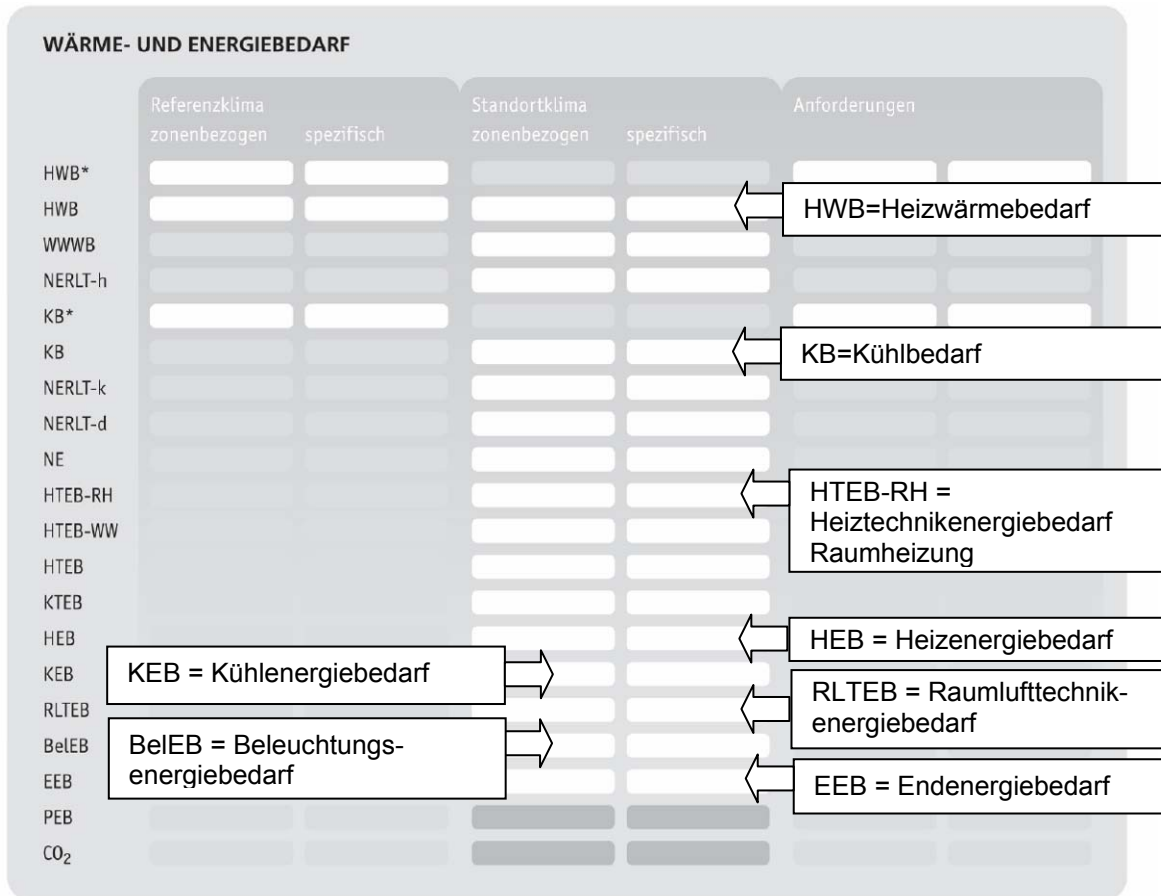 WÄRME- UND ENERGIEBEDARF
Referenzklima Standortklima Anforderungen
zonenbezogen spezifisch zonenbezogen spezifisch
HWB*
HWB
HWB=Heizwärmebedarf
WWWB
NERLT-h
KB*
KB
KB=Kühlbedarf
NERLT-k
NERLT-d
NE
HTEB-RH
HTEB-RH =
Heiztechnikenergiebedarf
Raumheizung
HTEB-WW
HTEB
KTEB
HEB
HEB = Heizenergiebedarf
KEB
KEB = Kühlenergiebedarf
RLTEB
RLTEB = Raumlufttechnik-
energiebedarf
BelEB
BelEB = Beleuchtungs-
energiebedarf
EEB
EEB = Endenergiebedarf
PEB
CO₂